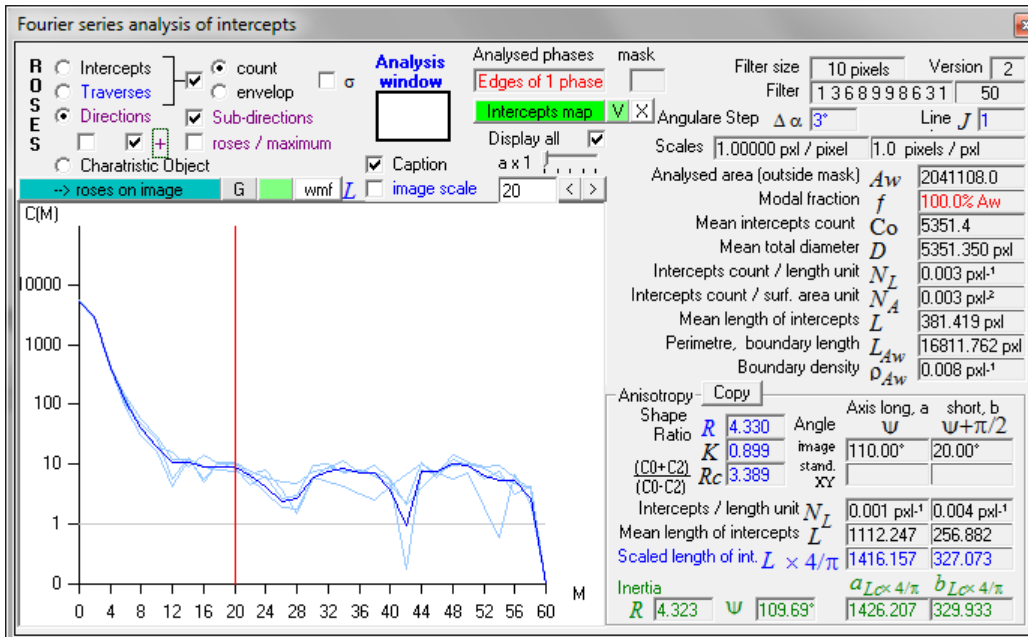 Fourier series analysis of intercepts
ROSES
Intercepts
Traverses
Directions
+
Charatristic Object
count
envelop
σ
Sub-directions
roses / maximum
Analysis
window
Analysed phases mask
Edges of 1 phase
Intercepts map V X
Display all
a x 1
Caption
--> roses on image G wmf L image scale 20 < >
Filter size 10 pixels Version 2
Filter 1 3 6 8 9 9 8 6 3 1 50
Angulare Step Δ α 3° Line J 1
Scales 1.00000 pxl / pixel 1.0 pixels / pxl
Analysed area (outside mask) Aw 2041108.0
Modal fraction f 100.0% Aw
Mean intercepts count Co 5351.4
Mean total diameter D 5351.350 pxl
Intercepts count / length unit N_L 0.003 pxl-¹
Intercepts count / surf. area unit N_A 0.003 pxl-²
Mean length of intercepts L 381.419 pxl
Perimetre, boundary length L_Aw 16811.762 pxl
Boundary density ρ_Aw 0.008 pxl-¹
Anisotropy Copy
Shape
Ratio R 4.330
K 0.899
(C0+C2)
(C0-C2) Rc 3.389
Axis long, a short, b
Angle Ψ Ψ+π/2
image 110.00° 20.00°
stand.
XY
Intercepts / length unit N_L 0.001 pxl-¹ 0.004 pxl-¹
Mean length of intercepts L 1112.247 256.882
Scaled length of int. L × 4/π 1416.157 327.073
Inertia a_Lc× 4/π b_Lc× 4/π
R 4.323 Ψ 109.69° 1426.207 329.933
C(M)
10000
1000
100
10
1
0
0 4 8 12 16 20 24 28 32 36 40 44 48 52 56 60 M